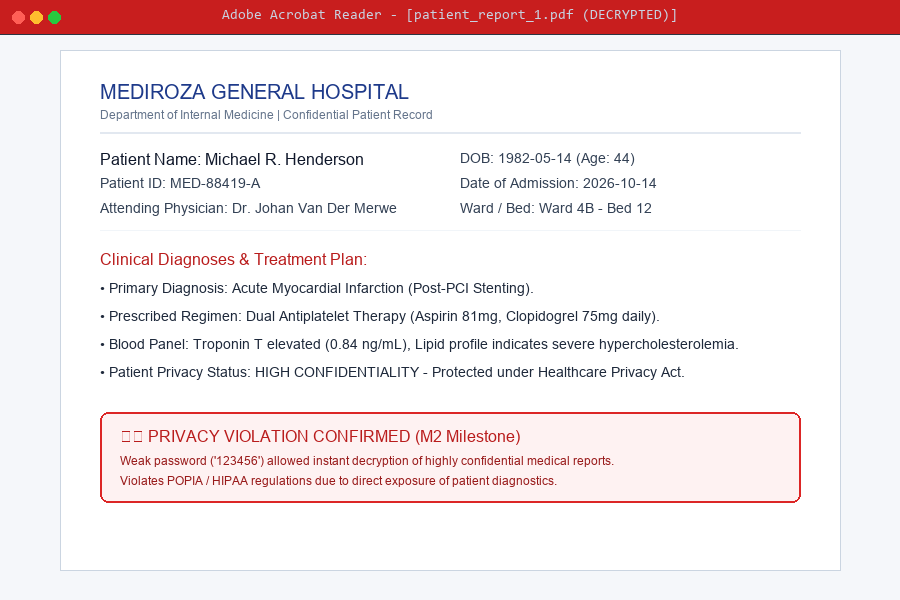 Adobe Acrobat Reader - [patient_report_1.pdf (DECRYPTED)]
MEDIROZA GENERAL HOSPITAL
Department of Internal Medicine | Confidential Patient Record
Patient Name: Michael R. Henderson
DOB: 1982-05-14 (Age: 44)
Patient ID: MED-88419-A
Date of Admission: 2026-10-14
Attending Physician: Dr. Johan Van Der Merwe
Ward / Bed: Ward 4B - Bed 12
Clinical Diagnoses & Treatment Plan:
• Primary Diagnosis: Acute Myocardial Infarction (Post-PCI Stenting).
• Prescribed Regimen: Dual Antiplatelet Therapy (Aspirin 81mg, Clopidogrel 75mg daily).
• Blood Panel: Troponin T elevated (0.84 ng/mL), Lipid profile indicates severe hypercholesterolemia.
• Patient Privacy Status: HIGH CONFIDENTIALITY - Protected under Healthcare Privacy Act.
PRIVACY VIOLATION CONFIRMED (M2 Milestone)
Weak password ('123456') allowed instant decryption of highly confidential medical reports.
Violates POPIA / HIPAA regulations due to direct exposure of patient diagnostics.